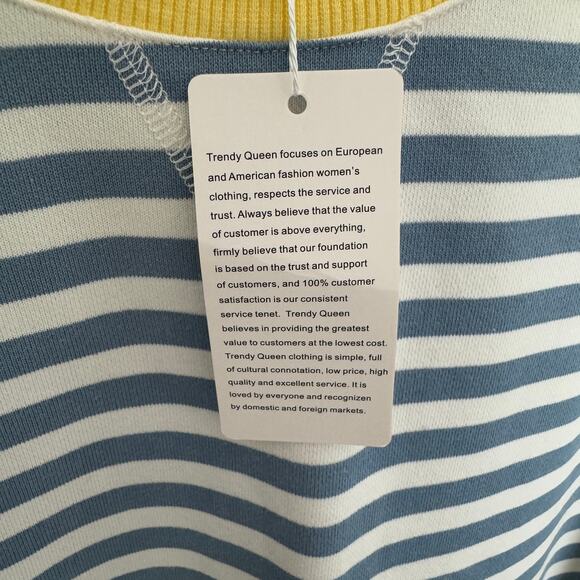 Trendy Queen focuses on European
and American fashion women's
clothing, respects the service and
trust. Always believe that the value
of customer is above everything,
firmly believe that our foundation
is based on the trust and support
of customers, and 100% customer
satisfaction is our consistent
service tenet. Trendy Queen
believes in providing the greatest
value to customers at the lowest cost.
Trendy Queen clothing is simple, full
of cultural connotation, low price, high
quality and excellent service. It is
loved by everyone and recognizen
by domestic and foreign markets.